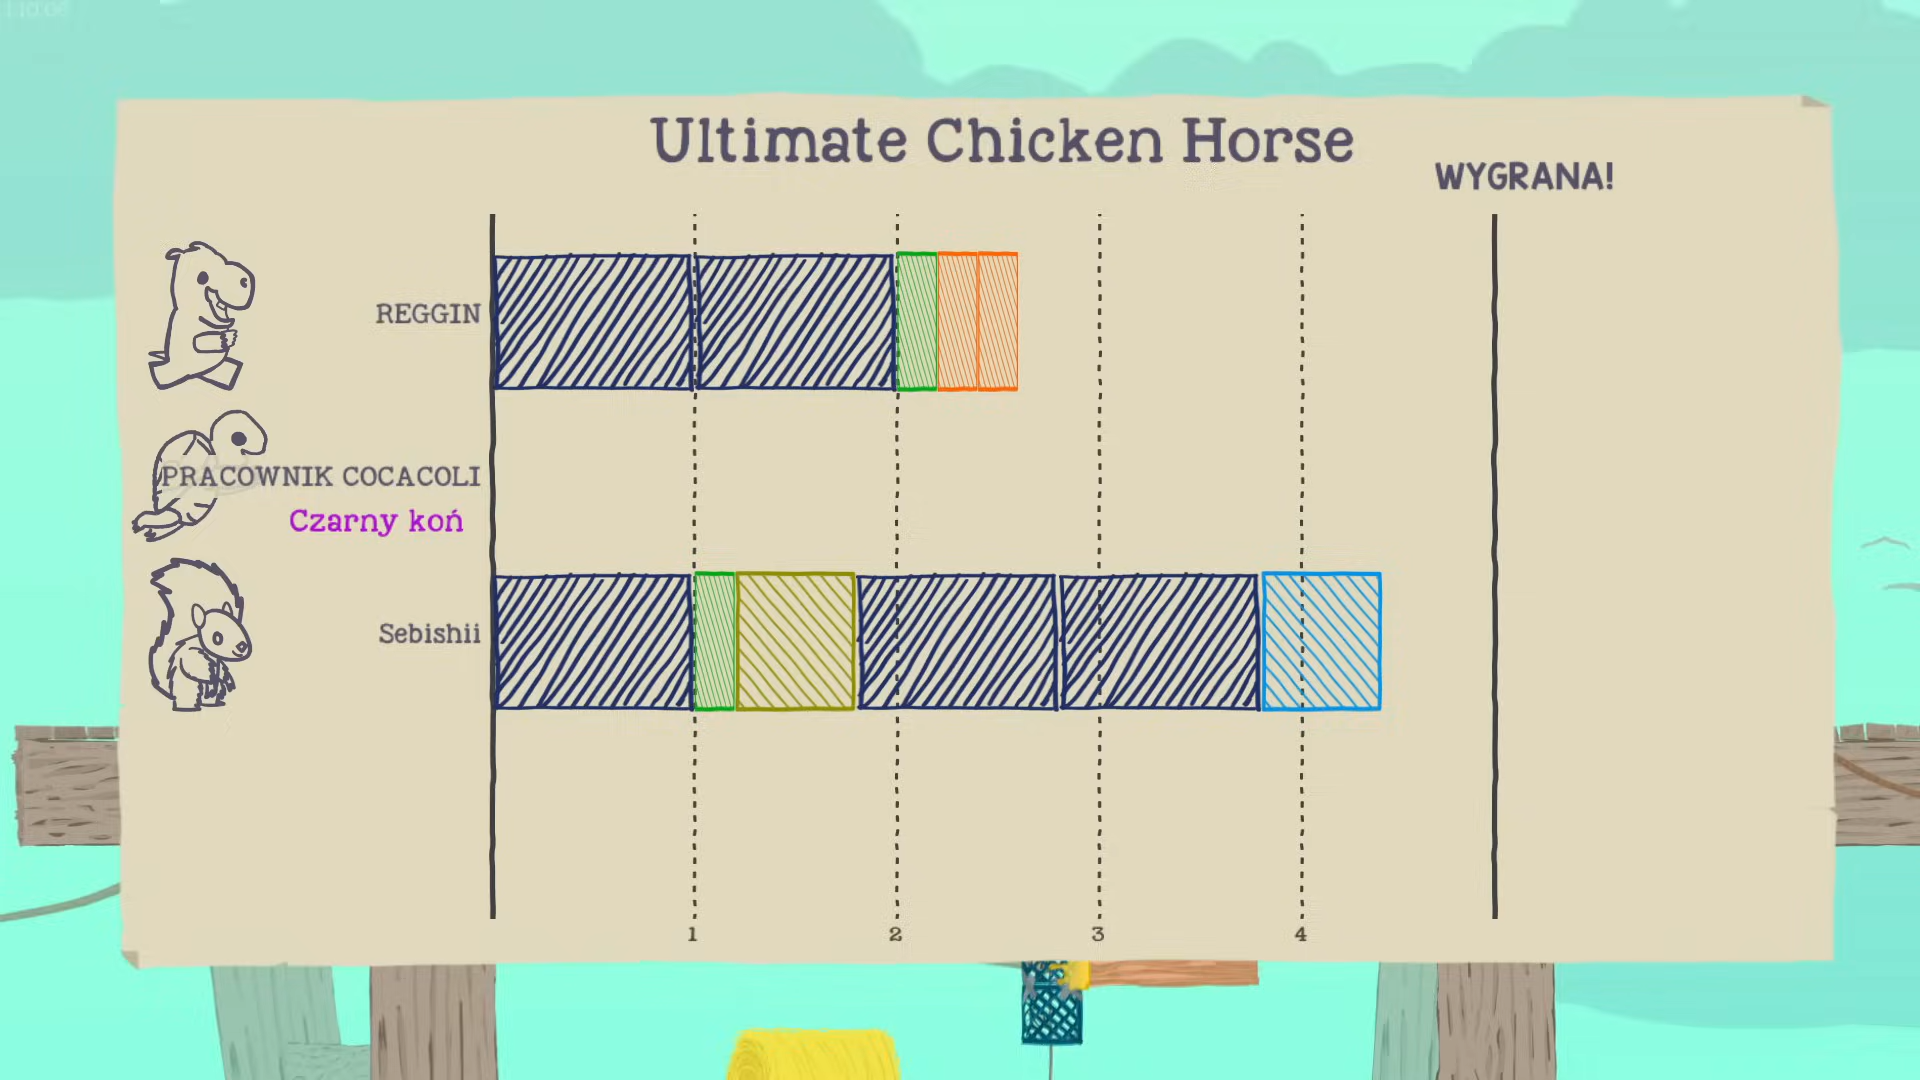 Ultimate Chicken Horse
WYGRANA!
REGGIN
PRACOWNIK COCACOLI
Czarny koń
Sebishii
1 2 3 4